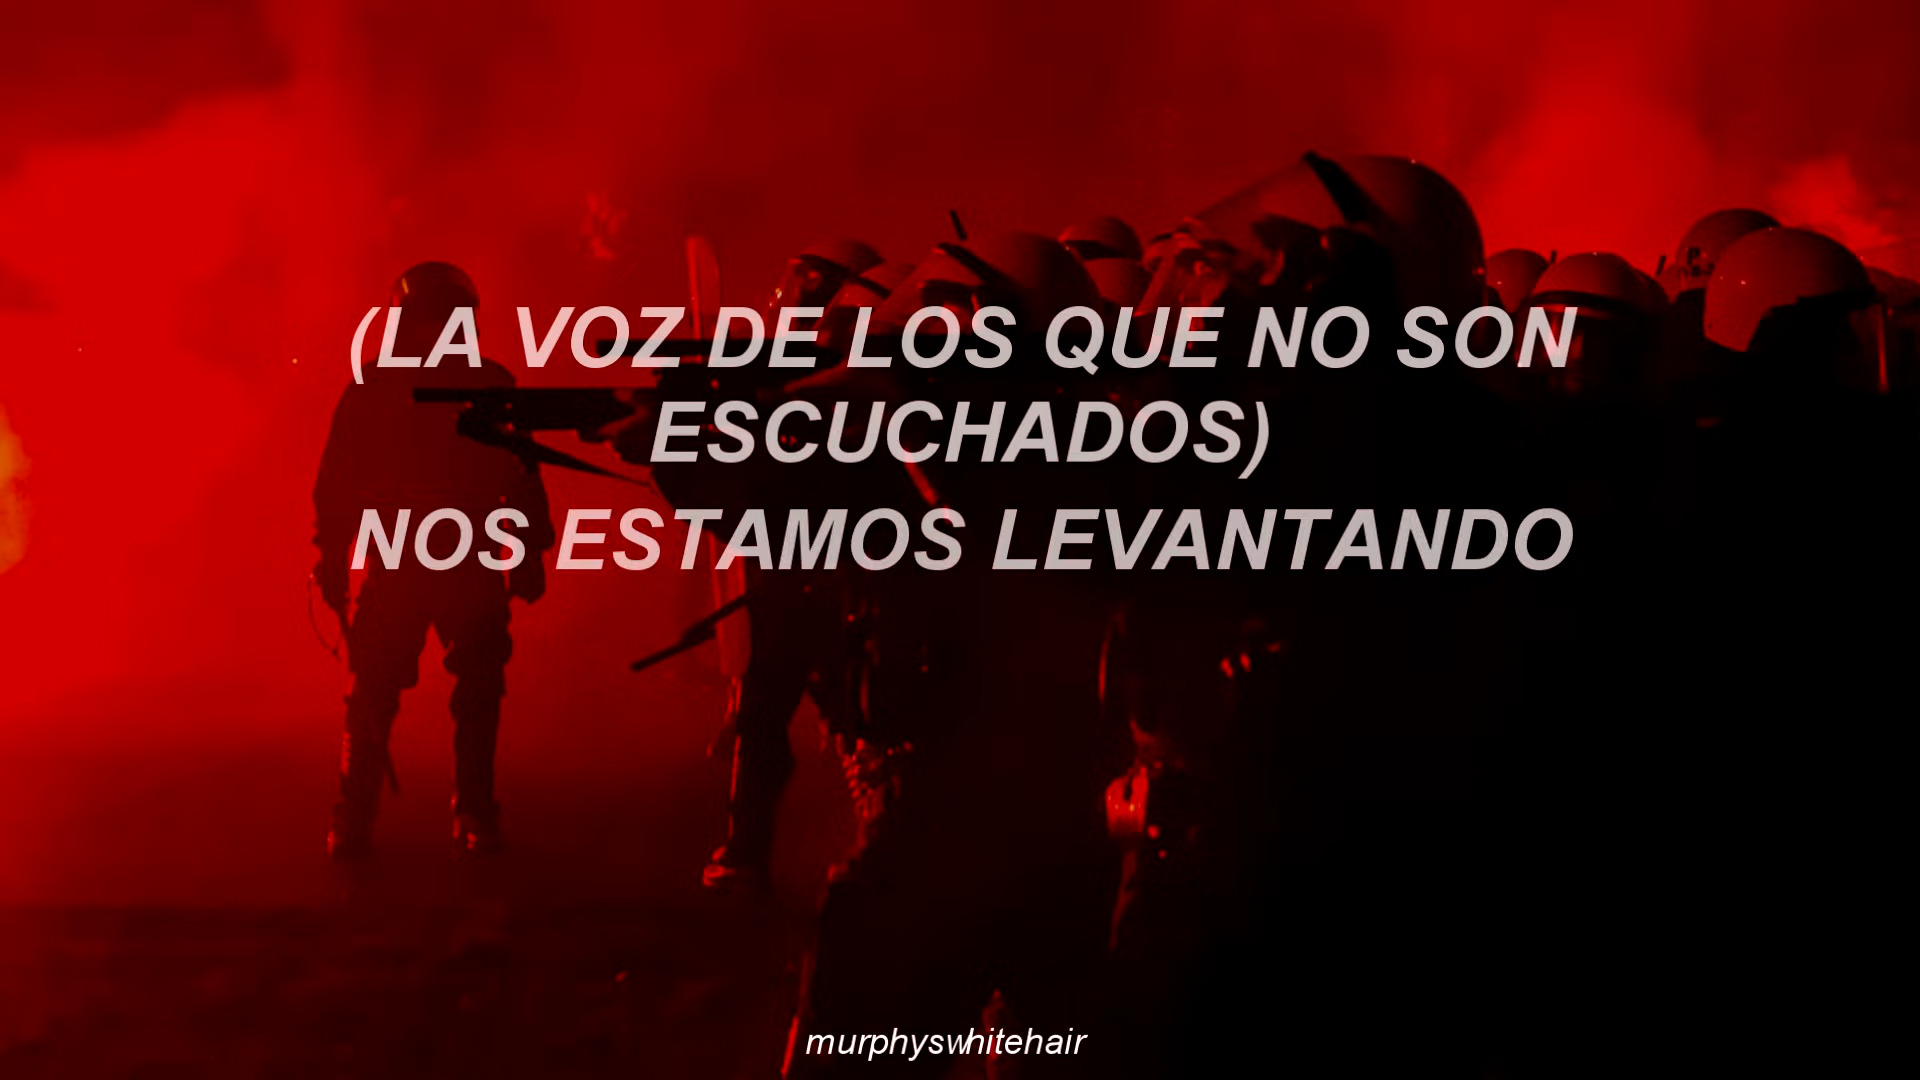 (LA VOZ DE LOS QUE NO SON
ESCUCHADOS)
NOS ESTAMOS LEVANTANDO
murphyswhitehair